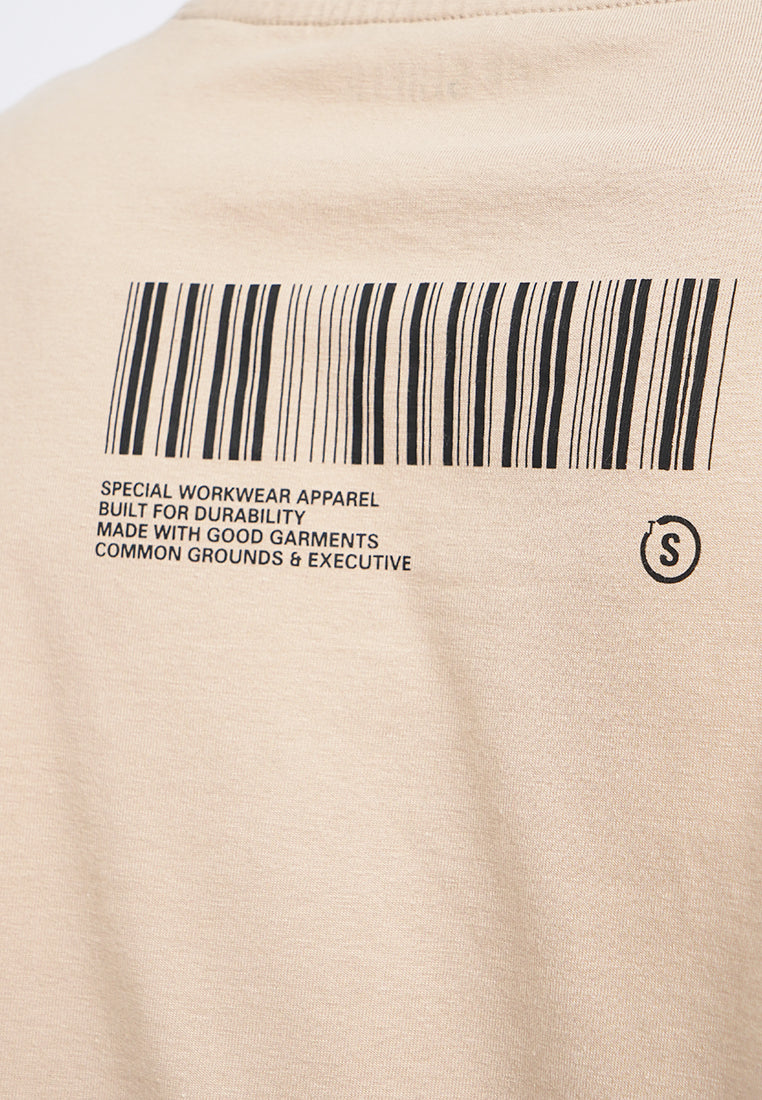 SPECIAL WORKWEAR APPAREL
BUILT FOR DURABILITY
MADE WITH GOOD GARMENTS
COMMON GROUNDS & EXECUTIVE
T
S